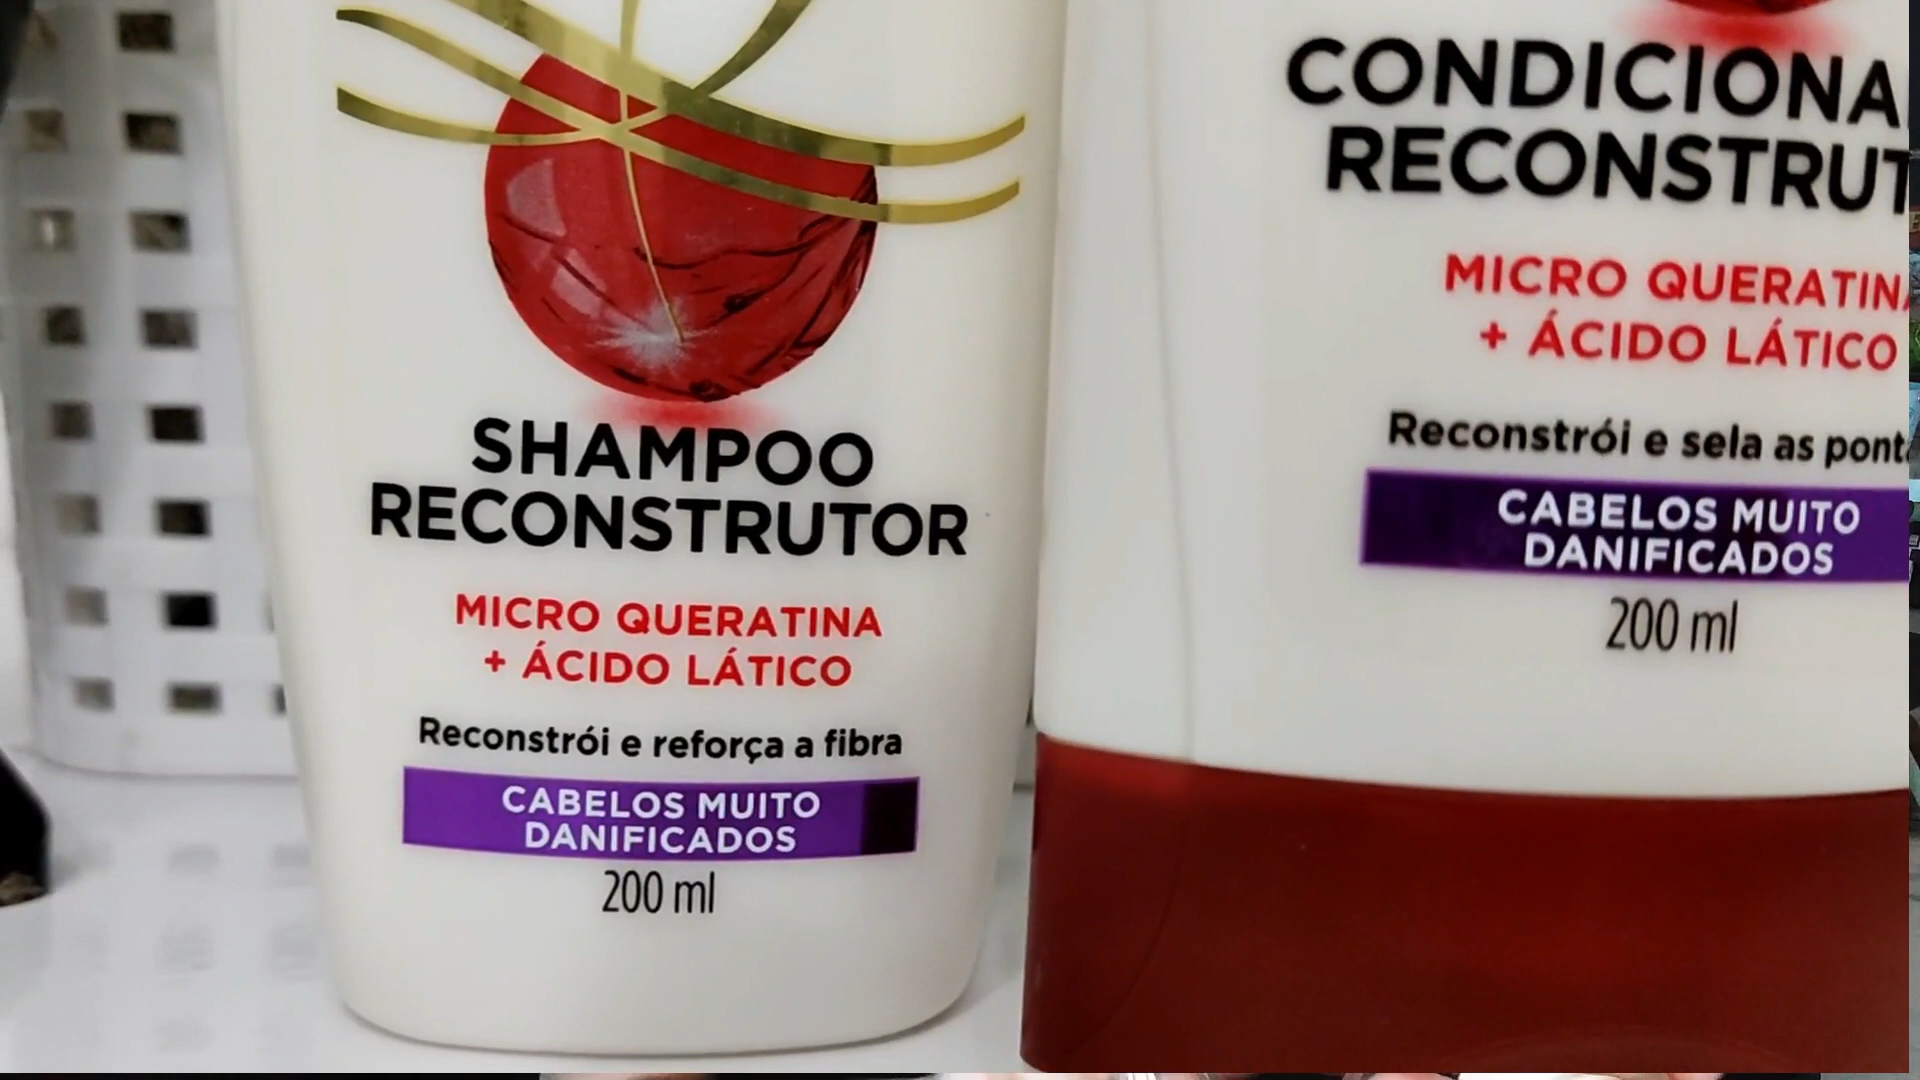 SHAMPOO
RECONSTRUTOR
MICRO QUERATINA
+ ÁCIDO LÁTICO
Reconstrói e reforça a fibra
CABELOS MUITO
DANIFICADOS
200 ml
CONDICIONA
RECONSTRUT
MICRO QUERATINA
+ ÁCIDO LÁTICO
Reconstrói e sela as ponta
CABELOS MUITO
DANIFICADOS
200 ml